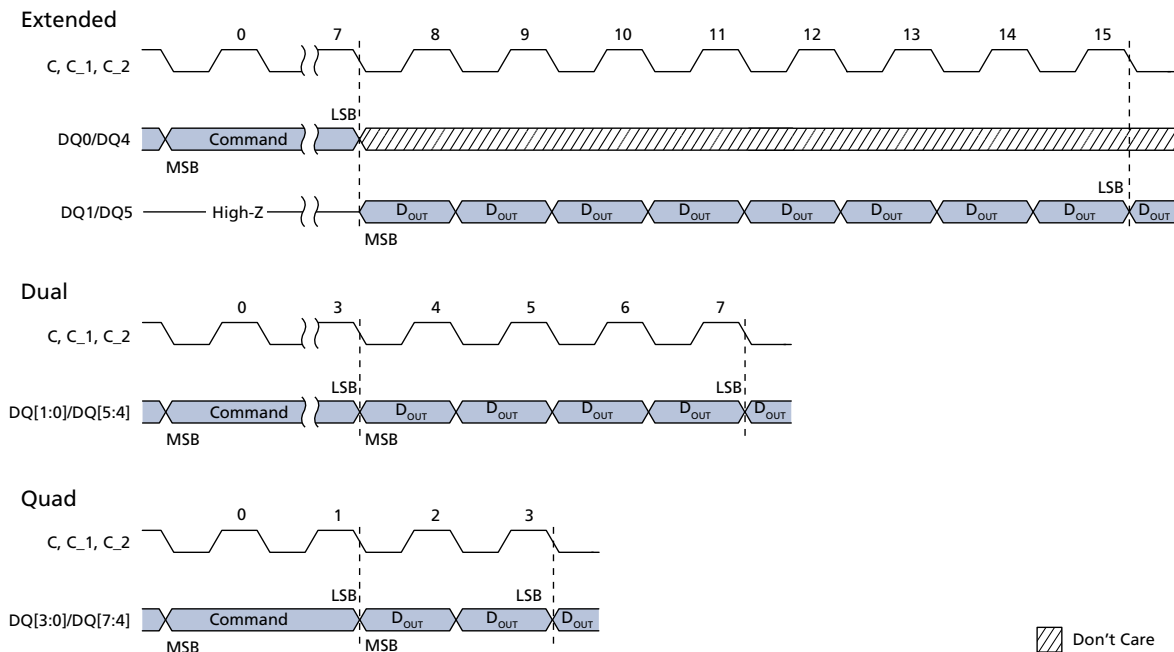 Extended
0 7 8 9 10 11 12 13 14 15
C, C_1, C_2
LSB
DQ0/DQ4 Command
MSB
LSB
DQ1/DQ5 High-Z DOUT DOUT DOUT DOUT DOUT DOUT DOUT DOUT DOUT
MSB
Dual
0 3 4 5 6 7
C, C_1, C_2
LSB LSB
DQ[1:0]/DQ[5:4] Command DOUT DOUT DOUT DOUT DOUT
MSB MSB
Quad
0 1 2 3
C, C_1, C_2
LSB LSB
DQ[3:0]/DQ[7:4] Command DOUT DOUT DOUT
MSB MSB
Don't Care